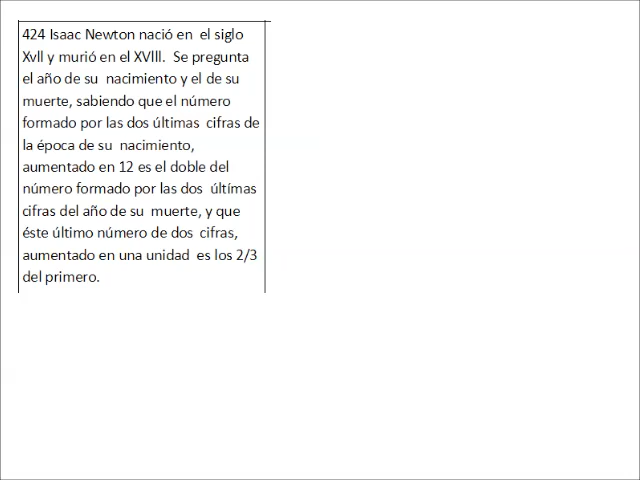 424 Isaac Newton nació en el siglo
Xvll y murió en el XVlll. Se pregunta
el año de su nacimiento y el de su
muerte, sabiendo que el número
formado por las dos últimas cifras de
la época de su nacimiento,
aumentado en 12 es el doble del
número formado por las dos últímas
cifras del año de su muerte, y que
éste último número de dos cifras,
aumentado en una unidad es los 2/3
del primero.